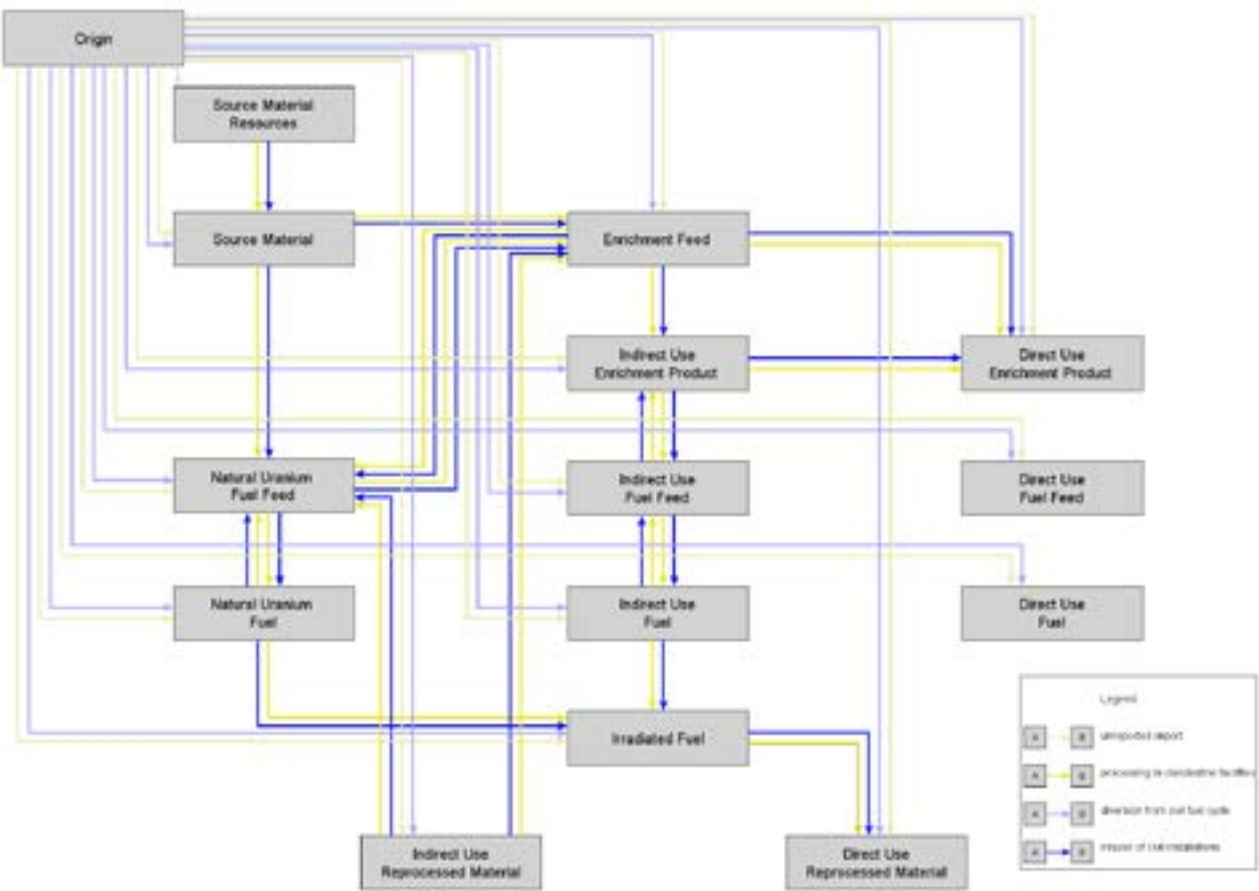 Origin
Source Material
Resources
Source Material
Enrichment Feed
Indirect Use
Enrichment Product
Direct Use
Enrichment Product
Natural Uranium
Fuel Feed
Indirect Use
Fuel Feed
Direct Use
Fuel Feed
Natural Uranium
Fuel
Indirect Use
Fuel
Direct Use
Fuel
Irradiated Fuel
Indirect Use
Reprocessed Material
Direct Use
Reprocessed Material
Legend
A B unreported import
A B processing in clandestine facilities
A B diversion from civil fuel cycle
A B misuse of civil installations